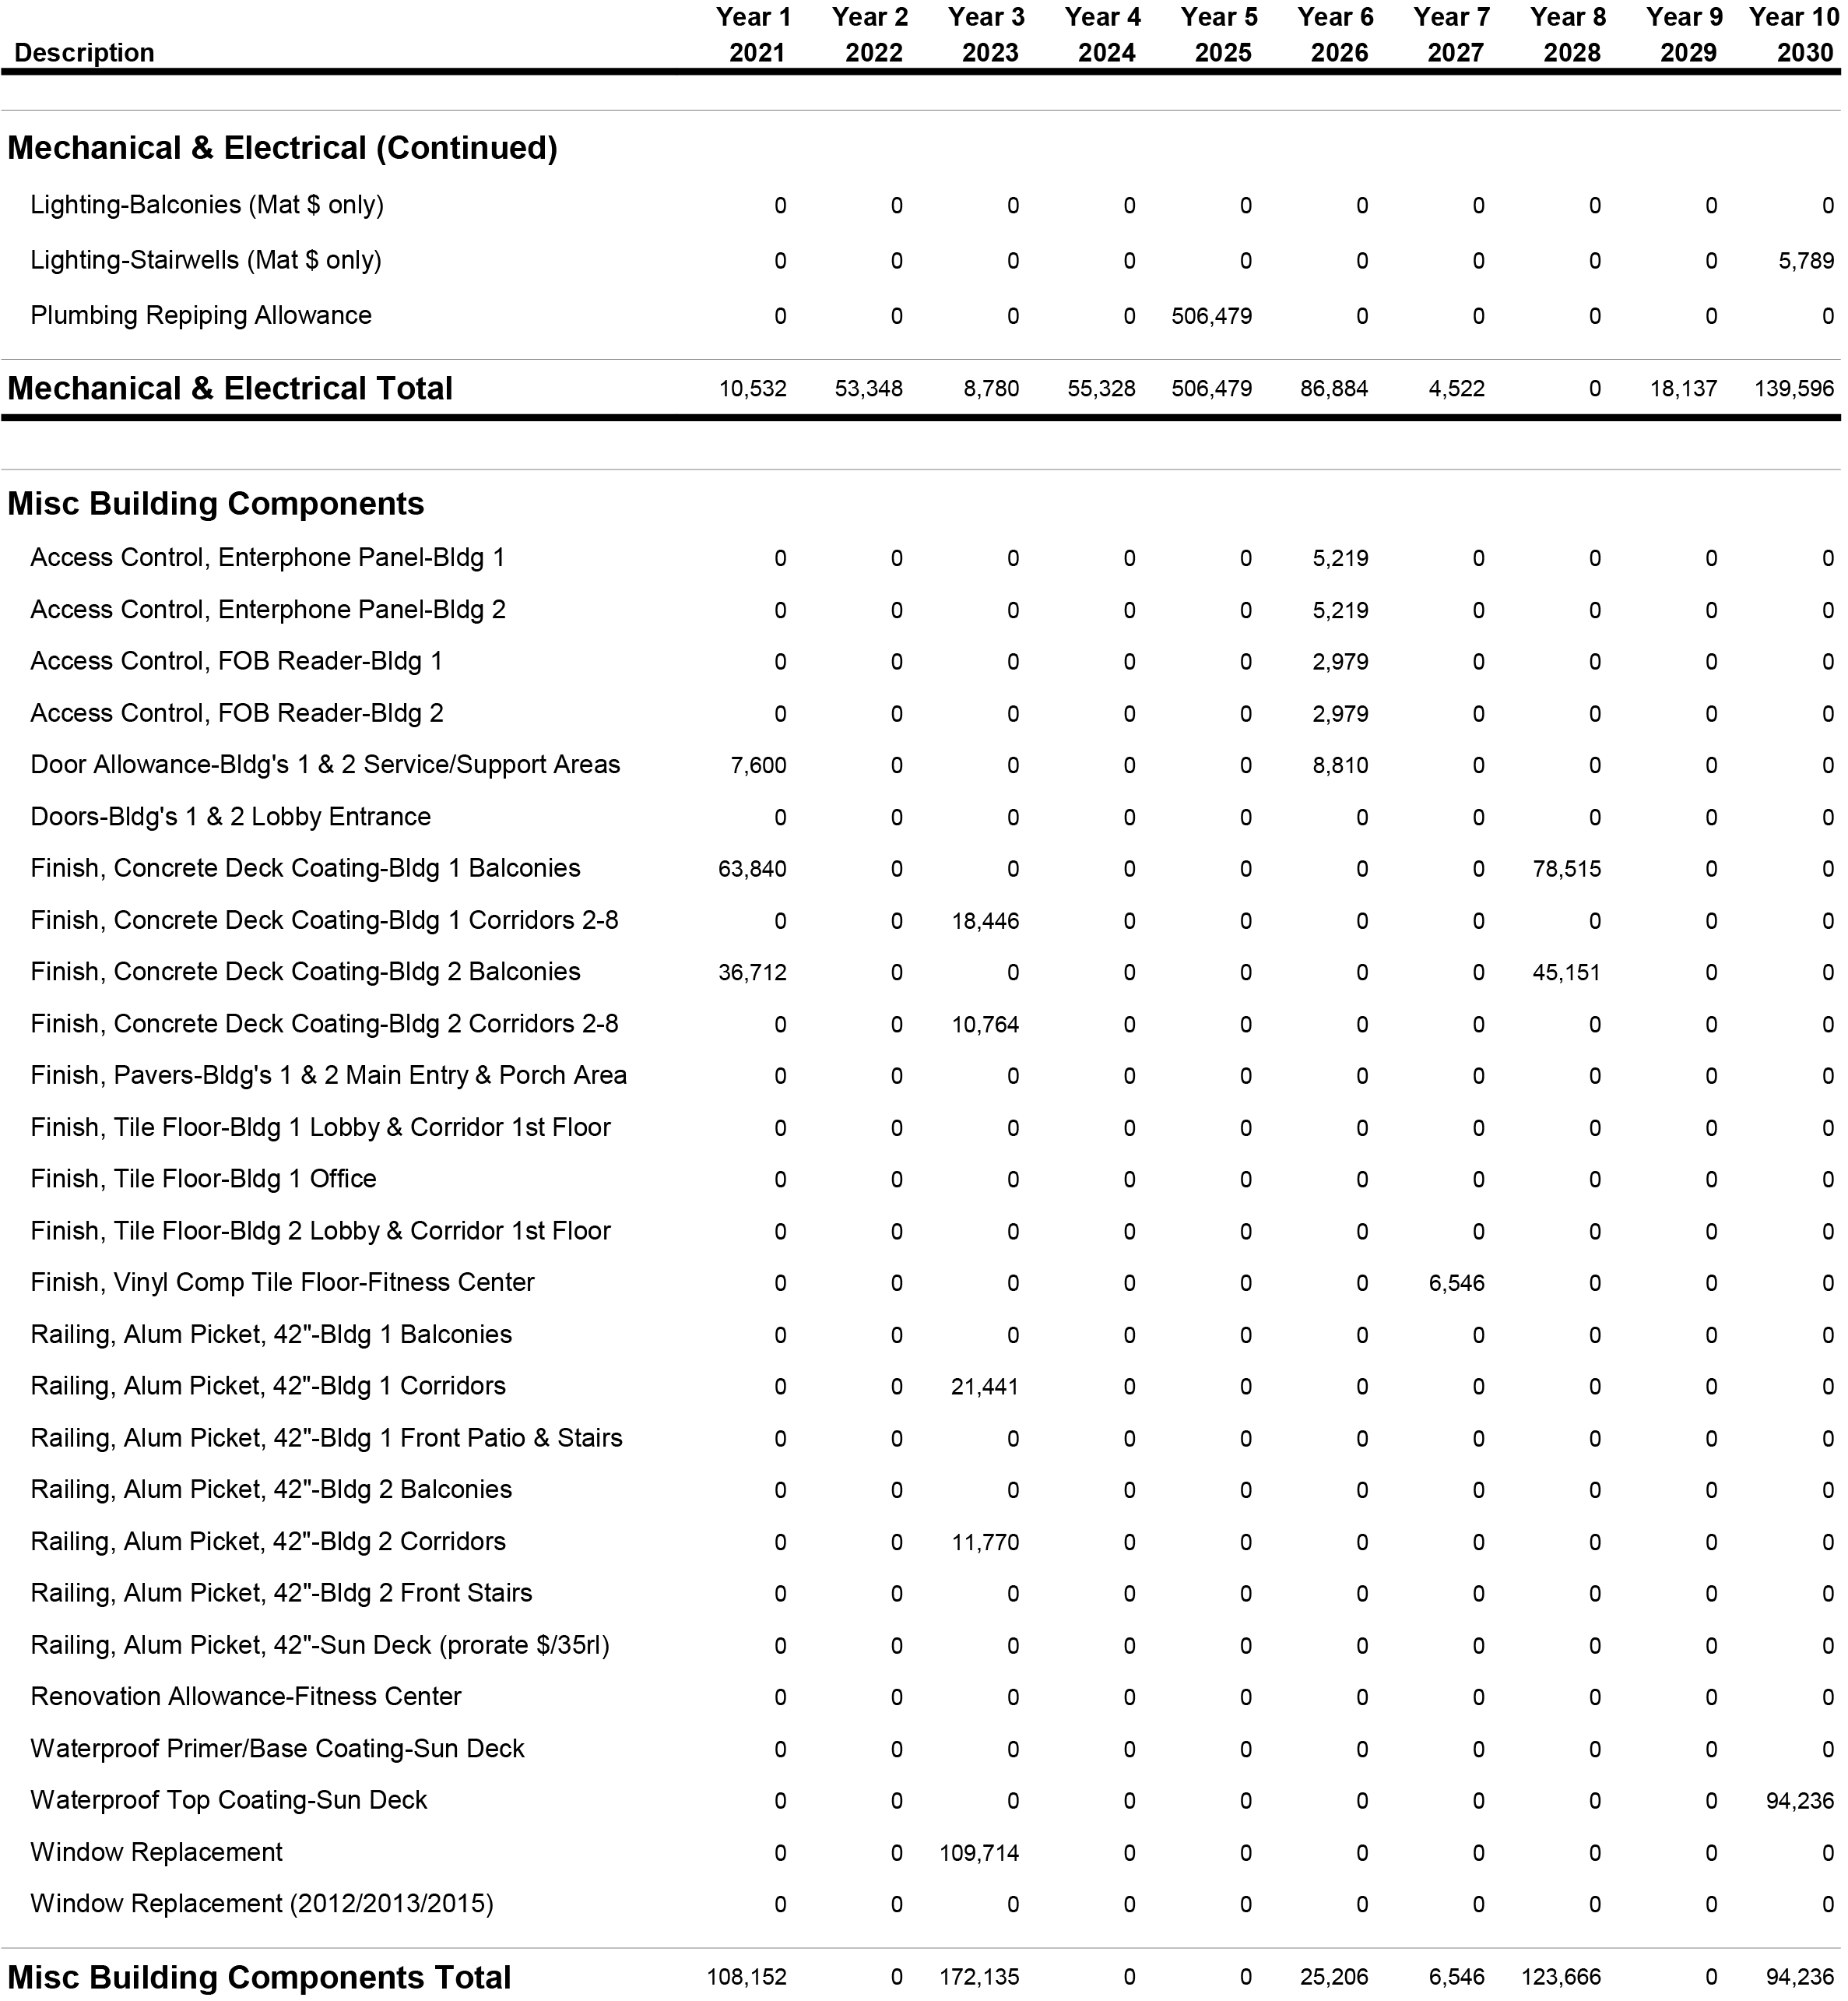 Year 1 Year 2 Year 3 Year 4 Year 5 Year 6 Year 7 Year 8 Year 9 Year 10
Description 2021 2022 2023 2024 2025 2026 2027 2028 2029 2030
Mechanical & Electrical (Continued)
Lighting-Balconies (Mat $ only) 0 0 0 0 0 0 0 0 0 0
Lighting-Stairwells (Mat $ only) 0 0 0 0 0 0 0 0 0 5,789
Plumbing Repiping Allowance 0 0 0 0 506,479 0 0 0 0 0
Mechanical & Electrical Total 10,532 53,348 8,780 55,328 506,479 86,884 4,522 0 18,137 139,596
Misc Building Components
Access Control, Enterphone Panel-Bldg 1 0 0 0 0 0 5,219 0 0 0 0
Access Control, Enterphone Panel-Bldg 2 0 0 0 0 0 5,219 0 0 0 0
Access Control, FOB Reader-Bldg 1 0 0 0 0 0 2,979 0 0 0 0
Access Control, FOB Reader-Bldg 2 0 0 0 0 0 2,979 0 0 0 0
Door Allowance-Bldg's 1 & 2 Service/Support Areas 7,600 0 0 0 0 8,810 0 0 0 0
Doors-Bldg's 1 & 2 Lobby Entrance 0 0 0 0 0 0 0 0 0 0
Finish, Concrete Deck Coating-Bldg 1 Balconies 63,840 0 0 0 0 0 0 78,515 0 0
Finish, Concrete Deck Coating-Bldg 1 Corridors 2-8 0 0 18,446 0 0 0 0 0 0 0
Finish, Concrete Deck Coating-Bldg 2 Balconies 36,712 0 0 0 0 0 0 45,151 0 0
Finish, Concrete Deck Coating-Bldg 2 Corridors 2-8 0 0 10,764 0 0 0 0 0 0 0
Finish, Pavers-Bldg's 1 & 2 Main Entry & Porch Area 0 0 0 0 0 0 0 0 0 0
Finish, Tile Floor-Bldg 1 Lobby & Corridor 1st Floor 0 0 0 0 0 0 0 0 0 0
Finish, Tile Floor-Bldg 1 Office 0 0 0 0 0 0 0 0 0 0
Finish, Tile Floor-Bldg 2 Lobby & Corridor 1st Floor 0 0 0 0 0 0 0 0 0 0
Finish, Vinyl Comp Tile Floor-Fitness Center 0 0 0 0 0 0 6,546 0 0 0
Railing, Alum Picket, 42"-Bldg 1 Balconies 0 0 0 0 0 0 0 0 0 0
Railing, Alum Picket, 42"-Bldg 1 Corridors 0 0 21,441 0 0 0 0 0 0 0
Railing, Alum Picket, 42"-Bldg 1 Front Patio & Stairs 0 0 0 0 0 0 0 0 0 0
Railing, Alum Picket, 42"-Bldg 2 Balconies 0 0 0 0 0 0 0 0 0 0
Railing, Alum Picket, 42"-Bldg 2 Corridors 0 0 11,770 0 0 0 0 0 0 0
Railing, Alum Picket, 42"-Bldg 2 Front Stairs 0 0 0 0 0 0 0 0 0 0
Railing, Alum Picket, 42"-Sun Deck (prorate $/35rl) 0 0 0 0 0 0 0 0 0 0
Renovation Allowance-Fitness Center 0 0 0 0 0 0 0 0 0 0
Waterproof Primer/Base Coating-Sun Deck 0 0 0 0 0 0 0 0 0 0
Waterproof Top Coating-Sun Deck 0 0 0 0 0 0 0 0 0 94,236
Window Replacement 0 0 109,714 0 0 0 0 0 0 0
Window Replacement (2012/2013/2015) 0 0 0 0 0 0 0 0 0 0
Misc Building Components Total 108,152 0 172,135 0 0 25,206 6,546 123,666 0 94,236